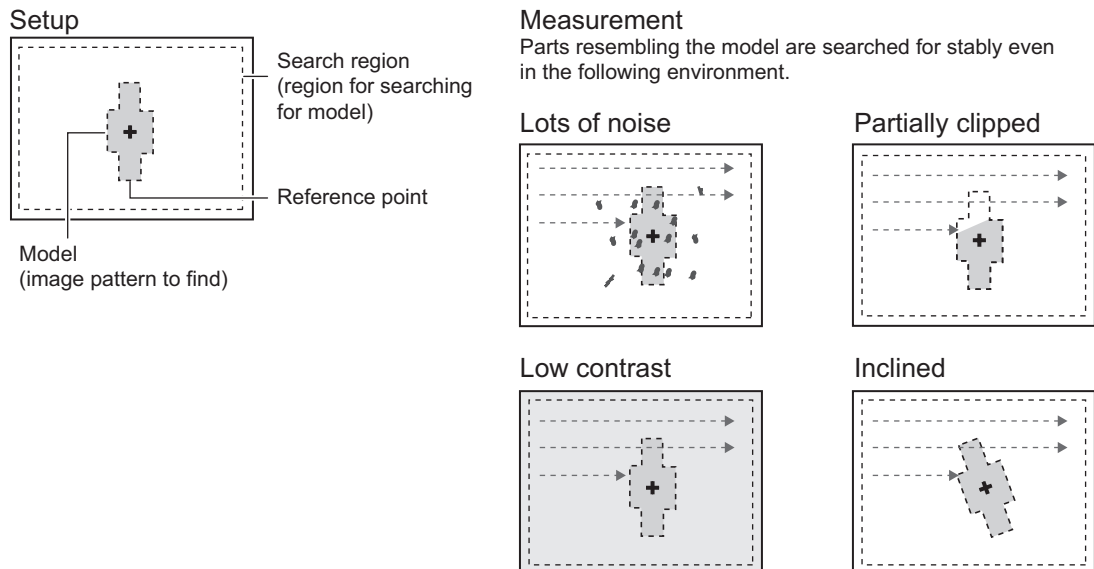 Setup
Search region
(region for searching
for model)
Reference point
Model
(image pattern to find)
Measurement
Parts resembling the model are searched for stably even
in the following environment.
Lots of noise
Partially clipped
Low contrast
Inclined